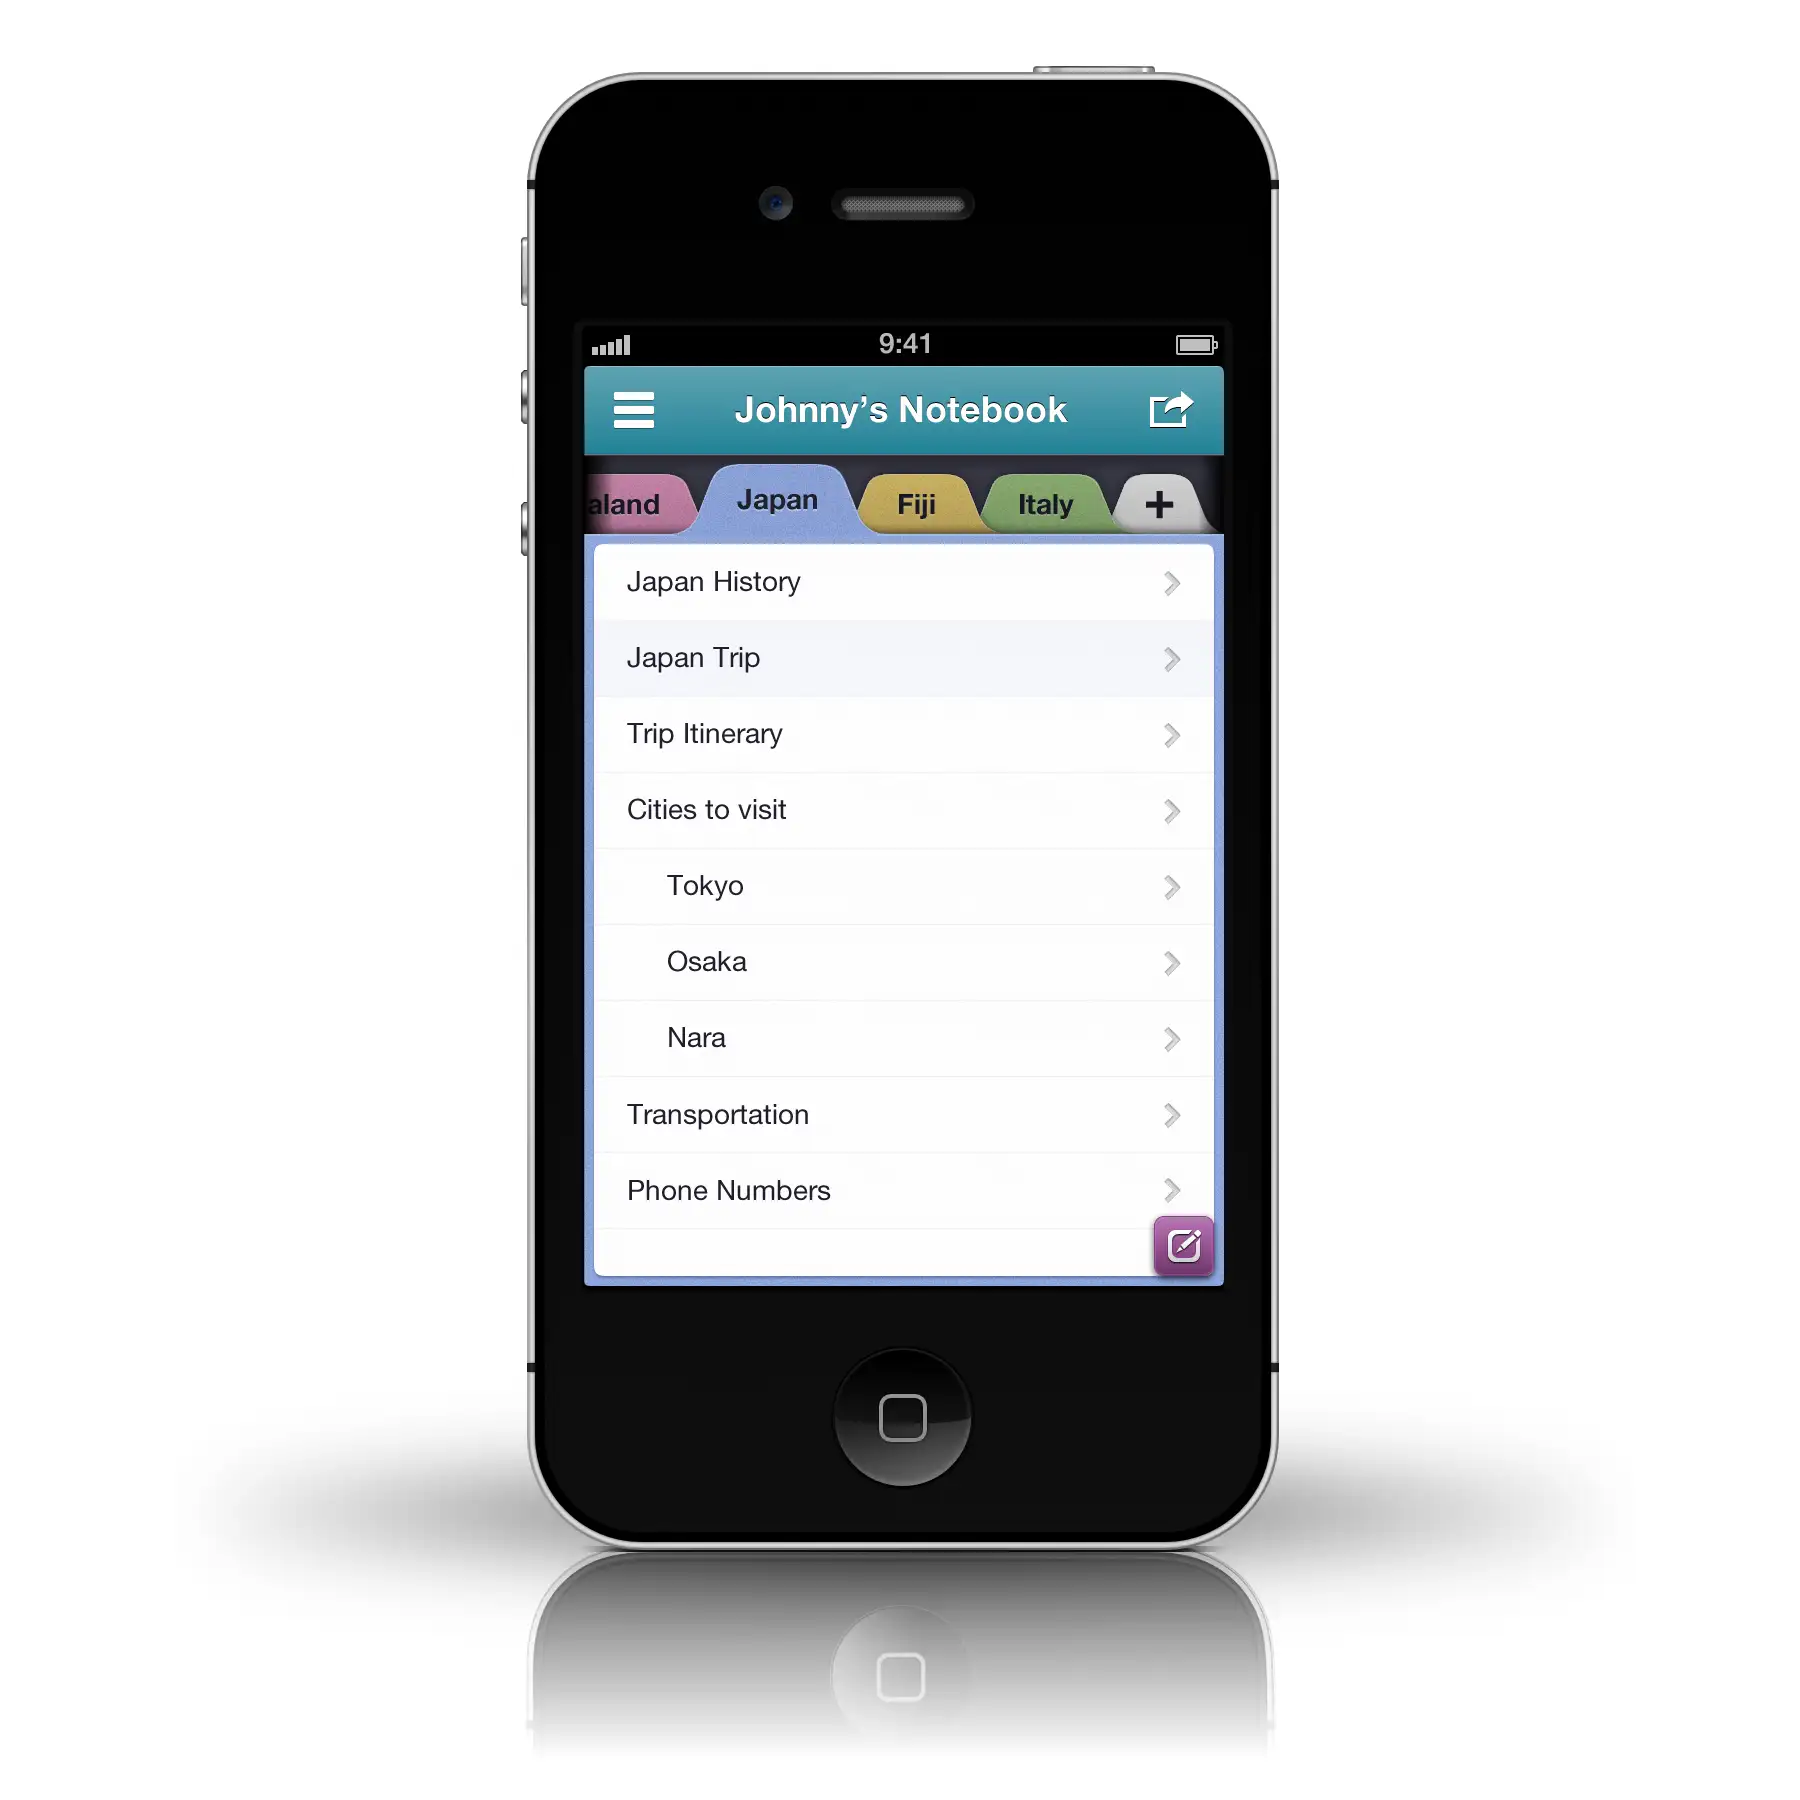 9:41
Johnny’s Notebook
aland Japan Fiji Italy +
Japan History
Japan Trip
Trip Itinerary
Cities to visit
Tokyo
Osaka
Nara
Transportation
Phone Numbers